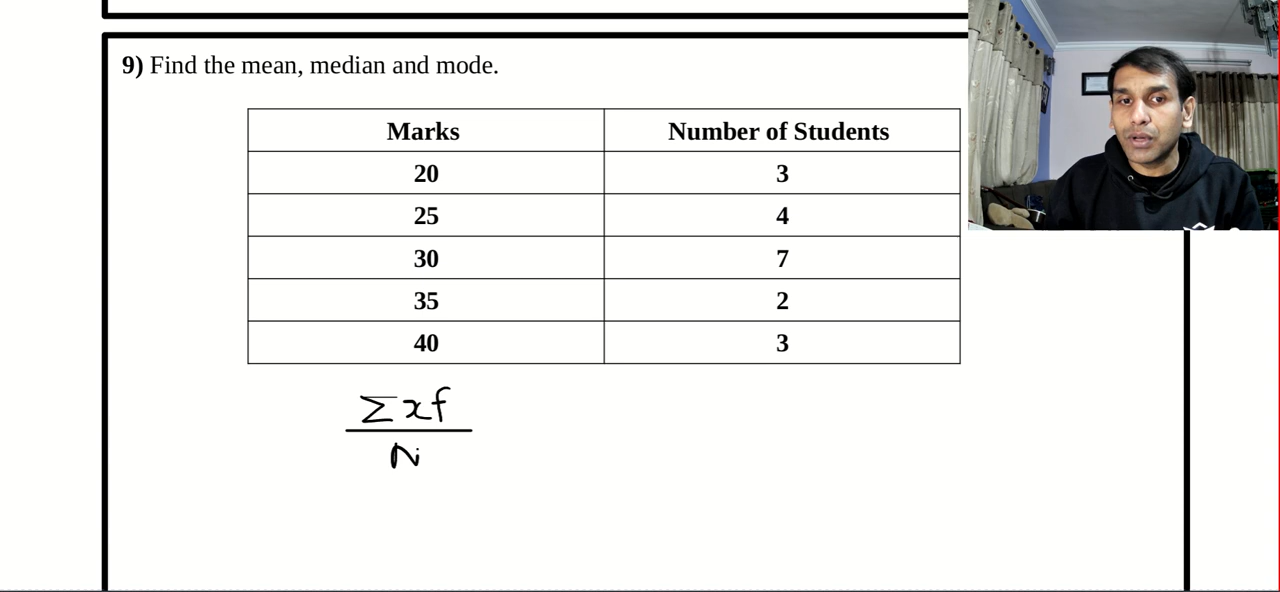 9) Find the mean, median and mode.
Marks Number of Students
20 3
25 4
30 7
35 2
40 3
Σxf
N